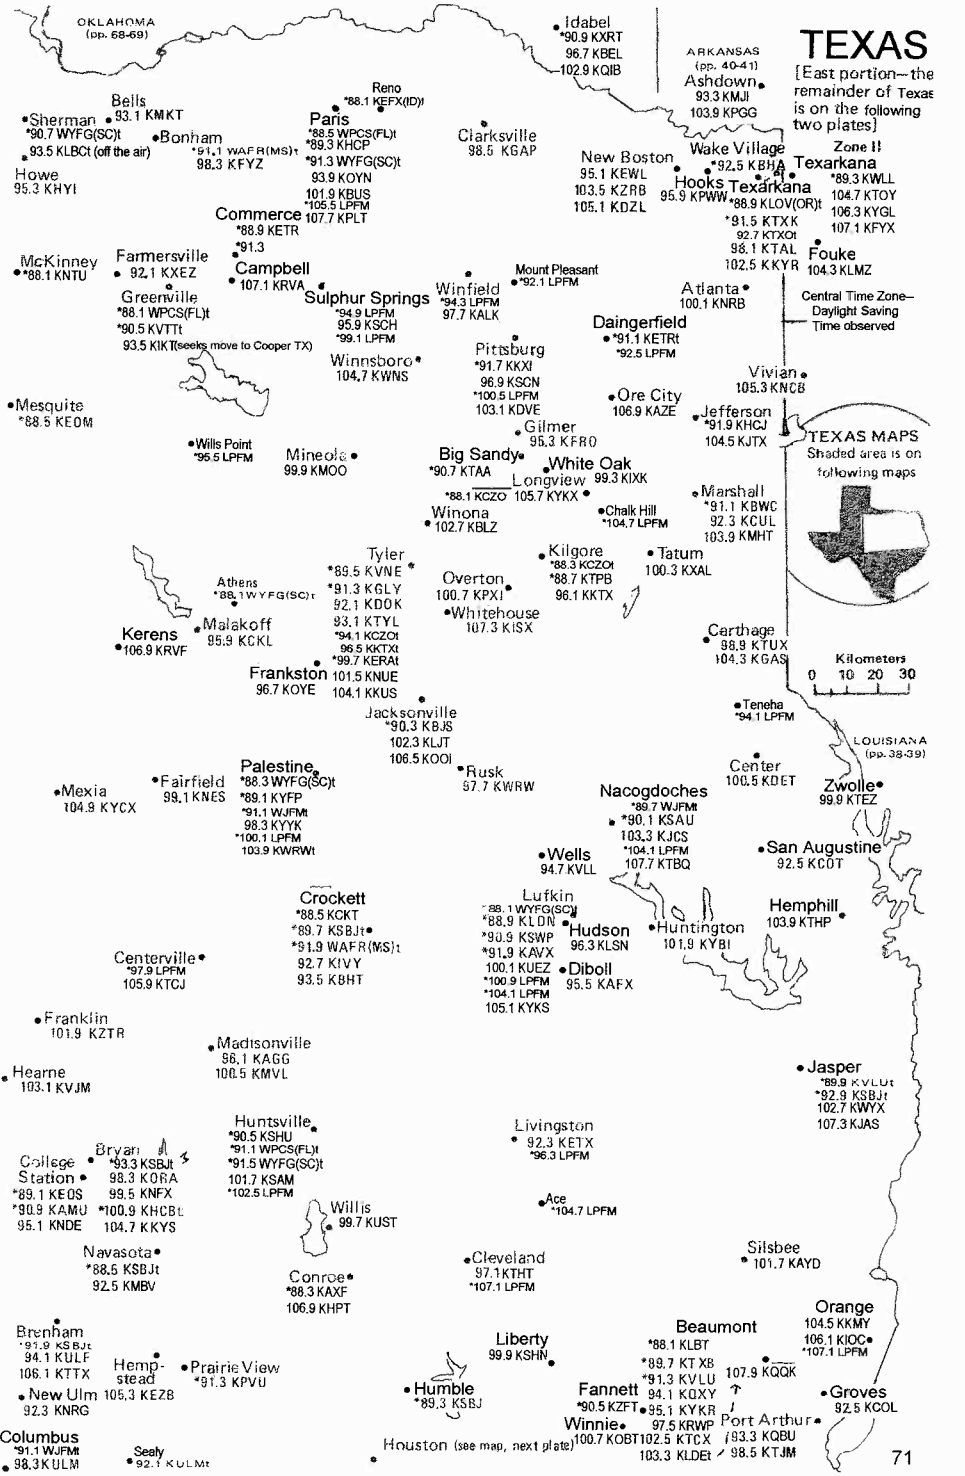 OKLAHOMA
(pp. 68-69)
Idabel
*90.9 KXRT
96.7 KBEL
102.9 KQIB
ARKANSAS
(pp. 40-41)
Ashdown
93.3 KMJI
103.9 KPGG
TEXAS
[East portion—the
remainder of Texas
is on the following
two plates]
Zone II
Bells
93.1 KMKT
Sherman
*90.7 WYFG(SC)t
93.5 KLBCt (off the air)
Howe
95.3 KHYI
Bonham
*91.1 WAFR(MS)t
98.3 KFYZ
Reno
*88.1 KEFX(ID)t
Paris
*88.5 WPCS(FL)t
*89.3 KHCP
*91.3 WYFG(SC)t
93.9 KOYN
101.9 KBUS
*105.5 LPFM
107.7 KPLT
Clarksville
98.5 KGAP
New Boston
95.1 KEWL
103.5 KZRB
105.1 KDZL
Wake Village
*92.5 KBHA
Hooks
95.9 KPWW
Texarkana
*88.9 KLOV(OR)t
*91.5 KTXK
92.7 KTXOt
98.1 KTAL
102.5 KKYR
Texarkana
*89.3 KWLL
104.7 KTOY
106.3 KYGL
107.1 KFYX
Fouke
104.3 KLMZ
Commerce
*88.9 KETR
*91.3
McKinney
*88.1 KNTU
Farmersville
92.1 KXEZ
Campbell
107.1 KRVA
Greenville
*88.1 WPCS(FL)t
*90.5 KVTTt
93.5 KIKT(seeks move to Cooper TX)
Sulphur Springs
*94.9 LPFM
95.9 KSCH
*99.1 LPFM
Winfield
*94.3 LPFM
97.7 KALK
Mount Pleasant
*92.1 LPFM
Atlanta
100.1 KNRB
Central Time Zone—
Daylight Saving
Time observed
Daingerfield
*91.1 KETRt
*92.5 LPFM
Winnsboro
104.7 KWNS
Pittsburg
*91.7 KKXI
96.9 KSCN
*100.5 LPFM
103.1 KDVE
Vivian
105.3 KNCB
Ore City
106.9 KAZE
Jefferson
*91.9 KHCJ
104.5 KJTX
Mesquite
*88.5 KEOM
Gilmer
95.3 KFRO
TEXAS MAPS
Shaded area is on
following maps
Wills Point
*95.5 LPFM
Mineola
99.9 KMOO
Big Sandy
*90.7 KTAA
White Oak
99.3 KIXK
Longview
*88.1 KCZO 105.7 KYKX
Winona
102.7 KBLZ
Chalk Hill
*104.7 LPFM
Marshall
*91.1 KBWC
92.3 KCUL
103.9 KMHT
Tyler
*89.5 KVNE
*91.3 KGLY
92.1 KDOK
93.1 KTYL
*94.1 KCZOt
96.5 KKTXt
*99.7 KERAt
101.5 KNUE
104.1 KKUS
Kilgore
*88.3 KCZOt
*88.7 KTPB
96.1 KKTX
Tatum
100.3 KXAL
Athens
*88.1 WYFG(SC)t
Overton
100.7 KPXI
Whitehouse
107.3 KISX
Malakoff
95.9 KCKL
Kerens
*106.9 KRVF
Carthage
98.9 KTUX
104.3 KGAS
Kilometers
0 10 20 30
Frankston
96.7 KOYE
Jacksonville
*90.3 KBJS
102.3 KLJT
106.5 KOOI
Teneha
*94.1 LPFM
LOUISIANA
(pp. 38-39)
Center
100.5 KDET
Zwolle
99.9 KTEZ
Palestine
*88.3 WYFG(SC)t
*89.1 KYFP
*91.1 WJFMt
98.3 KYYK
*100.1 LPFM
103.9 KWRWt
Rusk
97.7 KWRW
Mexia
104.9 KYCX
Fairfield
99.1 KNES
Nacogdoches
*89.7 WJFMt
*90.1 KSAU
103.3 KJCS
*104.1 LPFM
107.7 KTBQ
San Augustine
92.5 KCOT
Wells
94.7 KVLL
Crockett
*88.5 KCKT
*89.7 KSBJt
*91.9 WAFR(MS)t
92.7 KIVY
93.5 KBHT
Lufkin
*88.1 WYFG(SC)t
*88.9 KLDN
*90.9 KSWP
*91.9 KAVX
100.1 KUEZ
*100.9 LPFM
*104.1 LPFM
105.1 KYKS
Hudson
96.3 KLSN
Diboll
95.5 KAFX
Huntington
101.9 KYBI
Hemphill
103.9 KTHP
Centerville
*97.9 LPFM
105.9 KTCJ
Franklin
101.9 KZTR
Madisonville
96.1 KAGG
100.5 KMVL
Hearne
103.1 KVJM
Jasper
*89.9 KVLUt
*92.9 KSBJt
102.7 KWYX
107.3 KJAS
Huntsville
*90.5 KSHU
*91.1 WPCS(FL)t
*91.5 WYFG(SC)t
101.7 KSAM
*102.5 LPFM
Livingston
92.3 KETX
*96.3 LPFM
Bryan
*93.3 KSBJt
98.3 KORA
99.5 KNFX
*100.9 KHCBt
104.7 KKYS
College
Station
*89.1 KEOS
*90.9 KAMU
95.1 KNDE
Ace
*104.7 LPFM
Willis
99.7 KUST
Navasota
*88.5 KSBJt
92.5 KMBV
Silsbee
101.7 KAYD
Cleveland
97.1 KTHT
*107.1 LPFM
Conroe
*88.3 KAXF
106.9 KHPT
Orange
104.5 KKMY
106.1 KIOC
*107.1 LPFM
Brenham
*91.9 KSBJt
94.1 KULF
106.1 KTTX
Beaumont
*88.1 KLBT
*89.7 KTXB
*91.3 KVLU
94.1 KQXY
95.1 KYKR
97.5 KRWP
102.5 KTCX
103.3 KLDEt
107.9 KQQK
Liberty
99.9 KSHN
Hemp-
stead
105.3 KEZB
Prairie View
*91.3 KPVU
Humble
*89.3 KSBJ
Fannett
*90.5 KZFT
Groves
92.5 KCOL
New Ulm
92.3 KNRG
Winnie
100.7 KOBT
Port Arthur
93.3 KQBU
98.5 KTJM
Columbus
*91.1 WJFMt
98.3 KULM
Sealy
*92.1 KULMt
Houston (see map, next plate)
71